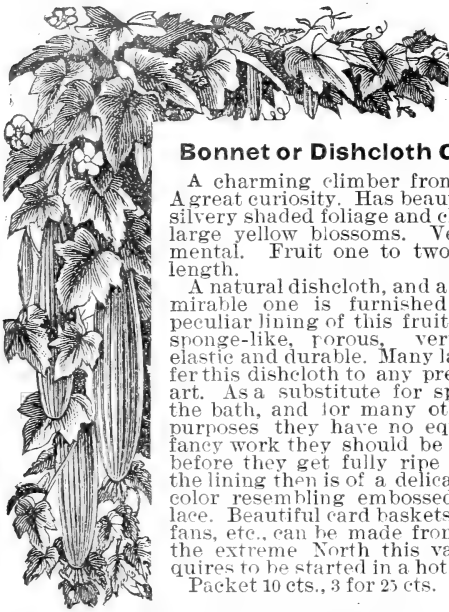 Bonnet or Dishcloth
A charming climber from
A great curiosity. Has beau
silvery shaded foliage and c
large yellow blossoms. Ve
mental. Fruit one to two
length.
A natural dishcloth, and a
mirable one is furnished
peculiar lining of this fruit
sponge-like, porous, ver
elastic and durable. Many la
fer this dishcloth to any pre
art. As a substitute for sp
the bath, and for many ot
purposes they have no eq
fancy work they should be
before they get fully ripe
the lining then is of a delica
color resembling embossed
lace. Beautiful card baskets
fans, etc., can be made from
the extreme North this va
quires to be started in a hot
Packet 10 cts., 3 for 25 cts.